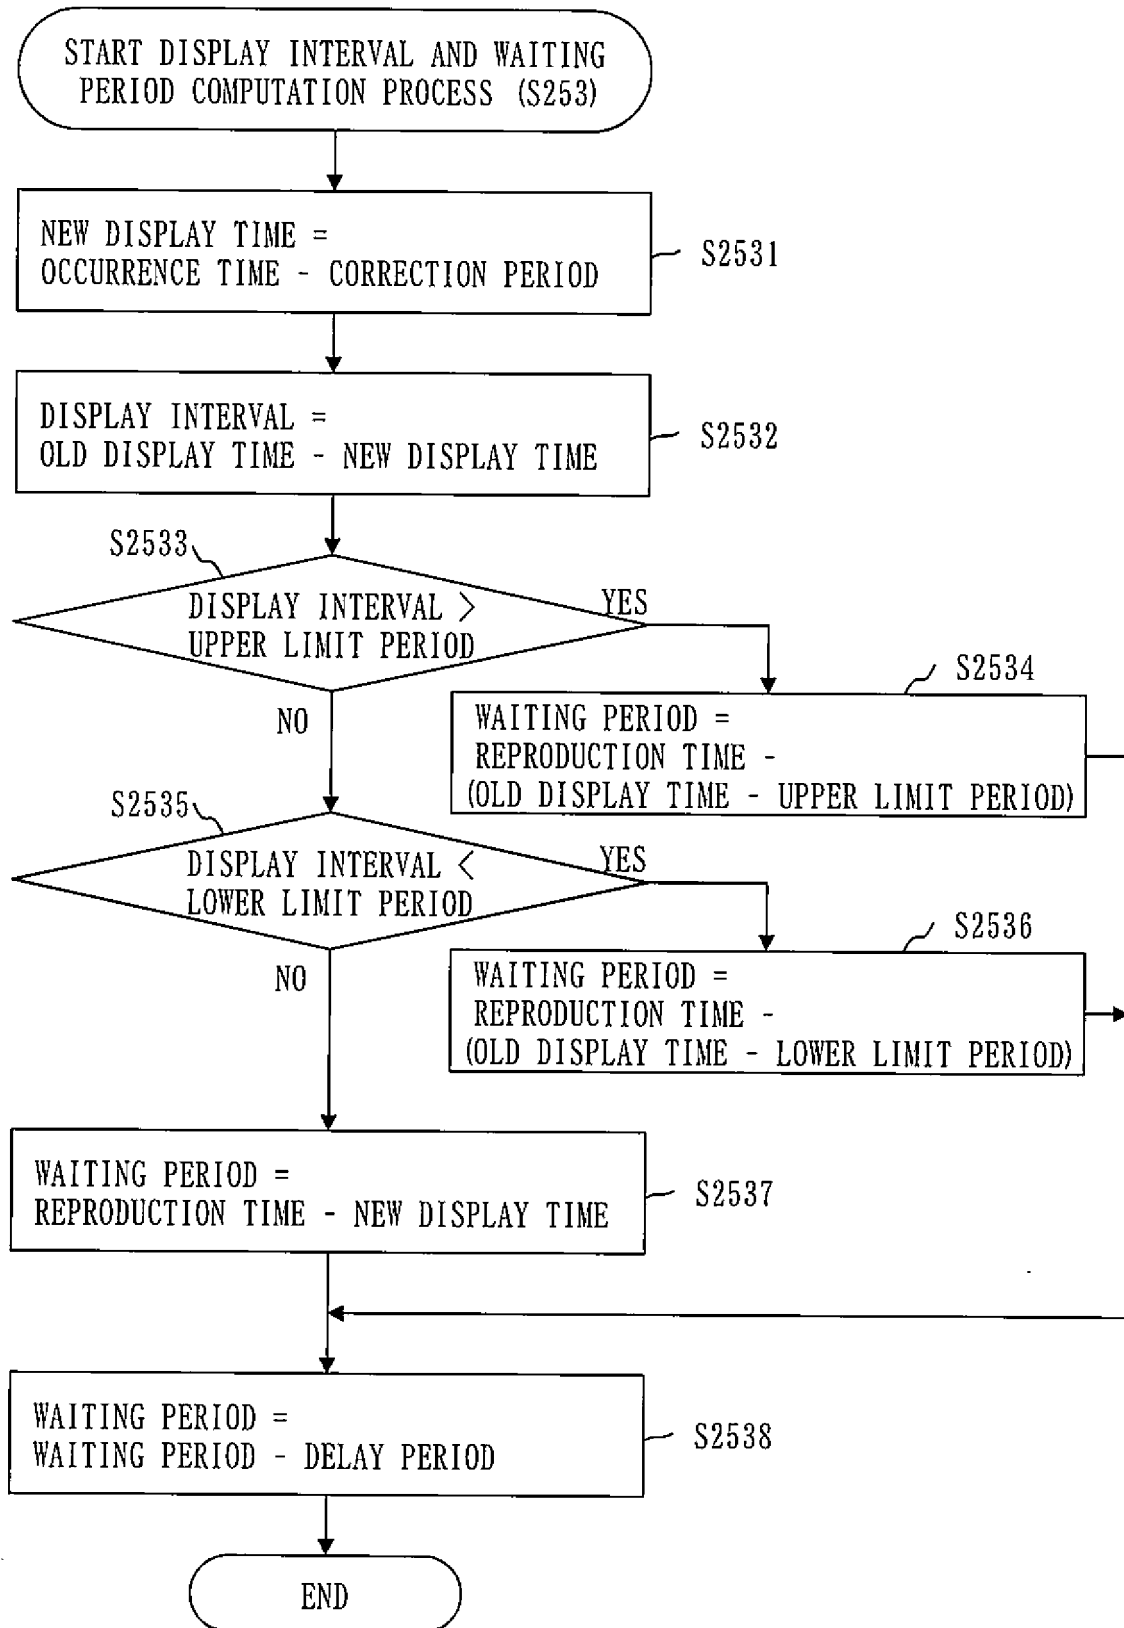 START DISPLAY INTERVAL AND WAITING
PERIOD COMPUTATION PROCESS (S253)
NEW DISPLAY TIME =
OCCURRENCE TIME - CORRECTION PERIOD
S2531
DISPLAY INTERVAL =
OLD DISPLAY TIME - NEW DISPLAY TIME
S2532
S2533
DISPLAY INTERVAL >
UPPER LIMIT PERIOD
YES
NO
S2534
WAITING PERIOD =
REPRODUCTION TIME -
(OLD DISPLAY TIME - UPPER LIMIT PERIOD)
S2535
DISPLAY INTERVAL <
LOWER LIMIT PERIOD
YES
NO
S2536
WAITING PERIOD =
REPRODUCTION TIME -
(OLD DISPLAY TIME - LOWER LIMIT PERIOD)
WAITING PERIOD =
REPRODUCTION TIME - NEW DISPLAY TIME
S2537
WAITING PERIOD =
WAITING PERIOD - DELAY PERIOD
S2538
END